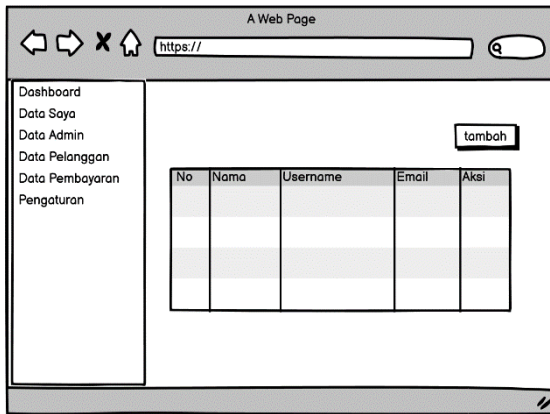 A Web Page
https://
Dashboard
Data Saya
Data Admin
Data Pelanggan
Data Pembayaran
Pengaturan
tambah
No Nama Username Email Aksi